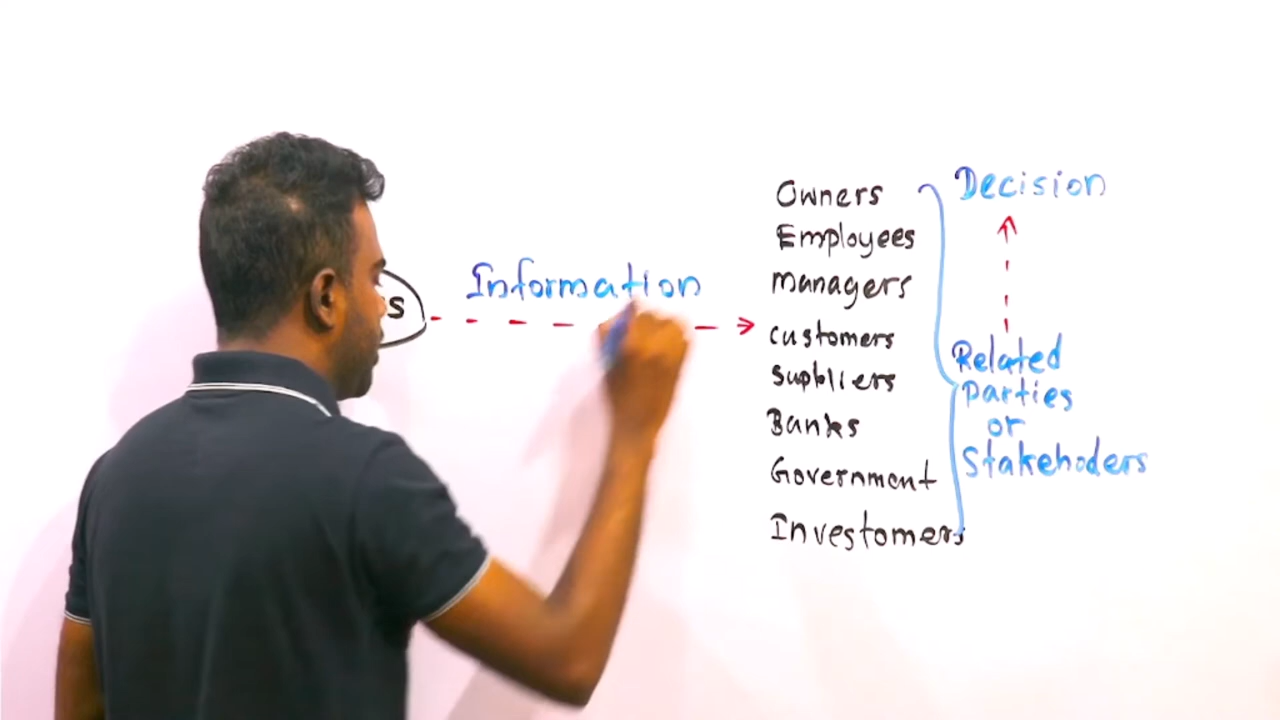 s
Information
Owners
Employees
managers
customers
suppliers
Banks
Government
Investomers
Decision
Related
parties
or
Stakehoders